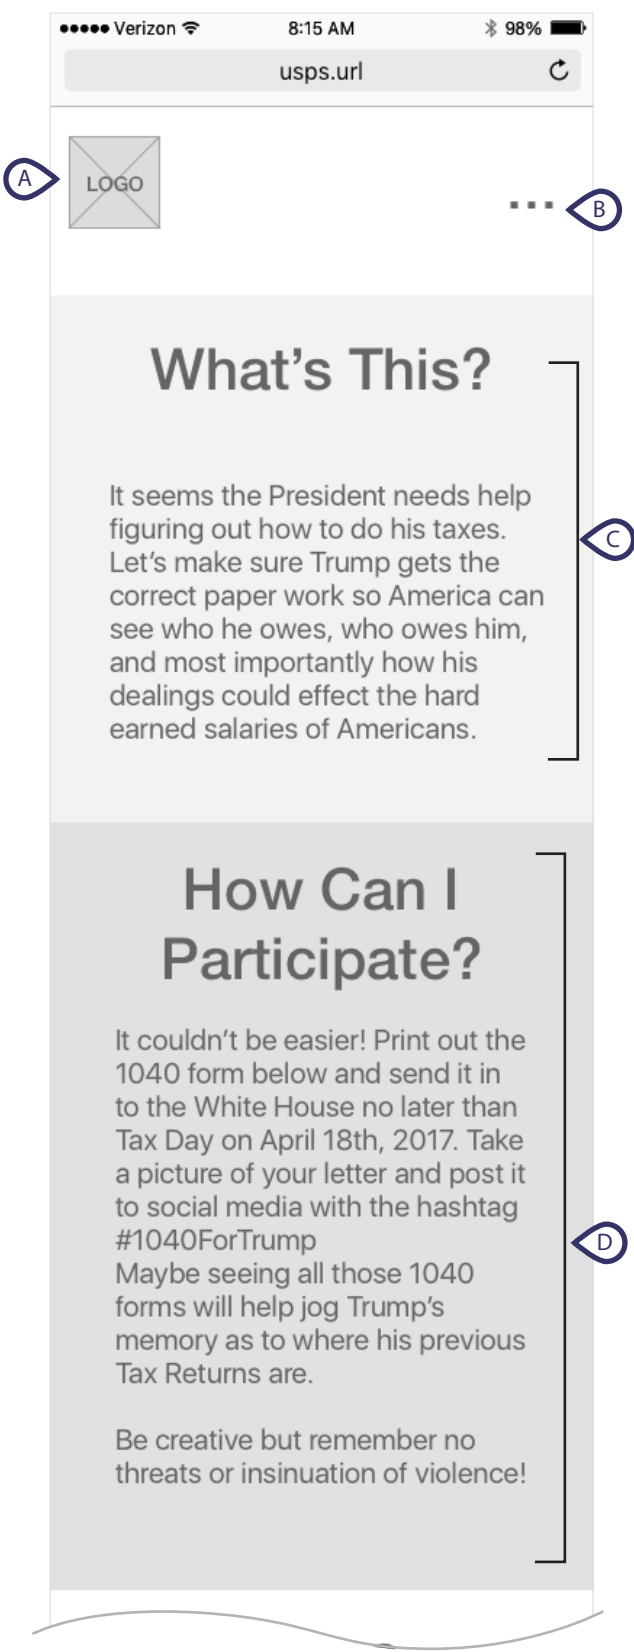 ●●●●● Verizon 8:15 AM 98%
usps.url
A
LOGO
B
What's This?
It seems the President needs help
figuring out how to do his taxes.
Let's make sure Trump gets the
correct paper work so America can
see who he owes, who owes him,
and most importantly how his
dealings could effect the hard
earned salaries of Americans.
C
How Can I
Participate?
It couldn't be easier! Print out the
1040 form below and send it in
to the White House no later than
Tax Day on April 18th, 2017. Take
a picture of your letter and post it
to social media with the hashtag
#1040ForTrump
Maybe seeing all those 1040
forms will help jog Trump's
memory as to where his previous
Tax Returns are.
Be creative but remember no
threats or insinuation of violence!
D